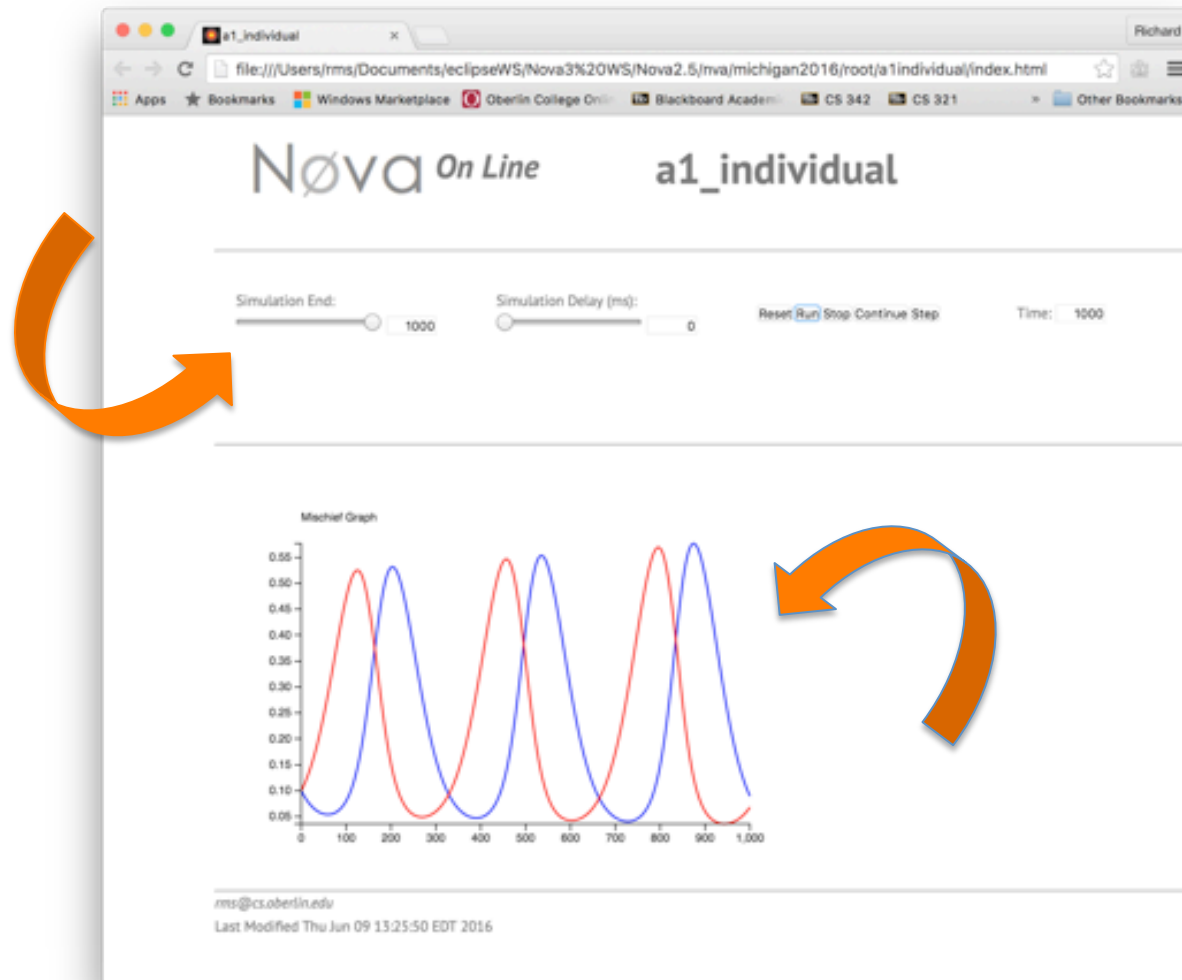 a1_individual ×
Richard
file:///Users/rms/Documents/eclipseWS/Nova3%20WS/Nova2.5/nva/michigan2016/root/a1individual/index.html
Apps Bookmarks Windows Marketplace Oberlin College Onli Blackboard Academi CS 342 CS 321 » Other Bookmarks
Nøva On Line a1_individual
Simulation End: 1000 Simulation Delay (ms): 0 Reset Run Stop Continue Step Time: 1000
Mischief Graph
0.55
0.50
0.45
0.40
0.35
0.30
0.25
0.20
0.15
0.10
0.05
0 100 200 300 400 500 600 700 800 900 1,000
rms@cs.oberlin.edu
Last Modified Thu Jun 09 13:25:50 EDT 2016